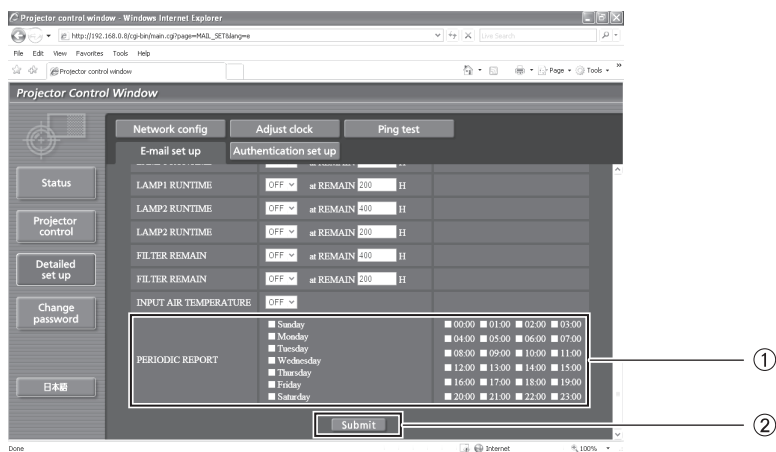 Projector control window - Windows Internet Explorer
http://192.168.0.8/cgi-bin/main.cgi?page=MAIL_SET&lang=e
Live Search
File Edit View Favorites Tools Help
Projector control window
Page Tools
Projector Control Window
Network config Adjust clock Ping test
E-mail set up Authentication set up
Status
Projector control
Detailed set up
Change password
日本語
LAMP1 RUNTIME OFF at REMAIN 200 H
LAMP2 RUNTIME OFF at REMAIN 400 H
LAMP2 RUNTIME OFF at REMAIN 200 H
FILTER REMAIN OFF at REMAIN 400 H
FILTER REMAIN OFF at REMAIN 200 H
INPUT AIR TEMPERATURE OFF
PERIODIC REPORT
Sunday
Monday
Tuesday
Wednesday
Thursday
Friday
Saturday
00:00 01:00 02:00 03:00
04:00 05:00 06:00 07:00
08:00 09:00 10:00 11:00
12:00 13:00 14:00 15:00
16:00 17:00 18:00 19:00
20:00 21:00 22:00 23:00
①
Submit
②
Done Internet 100%